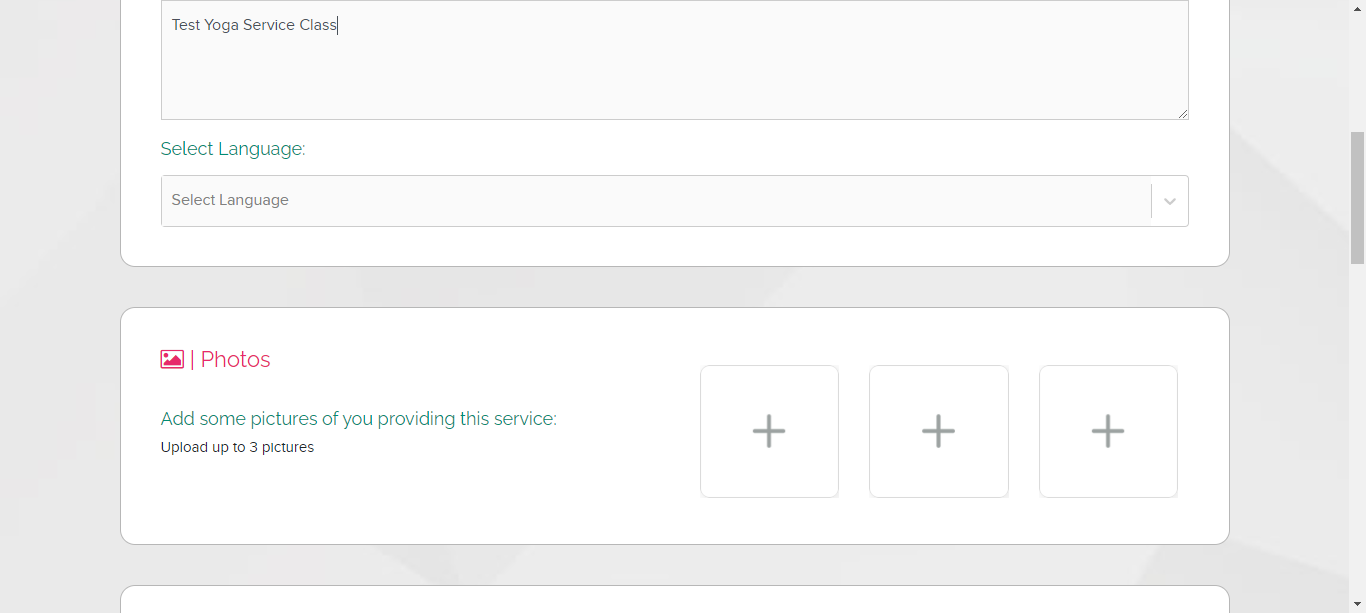 Test Yoga Service Class
Select Language:
Select Language
| Photos
Add some pictures of you providing this service:
Upload up to 3 pictures